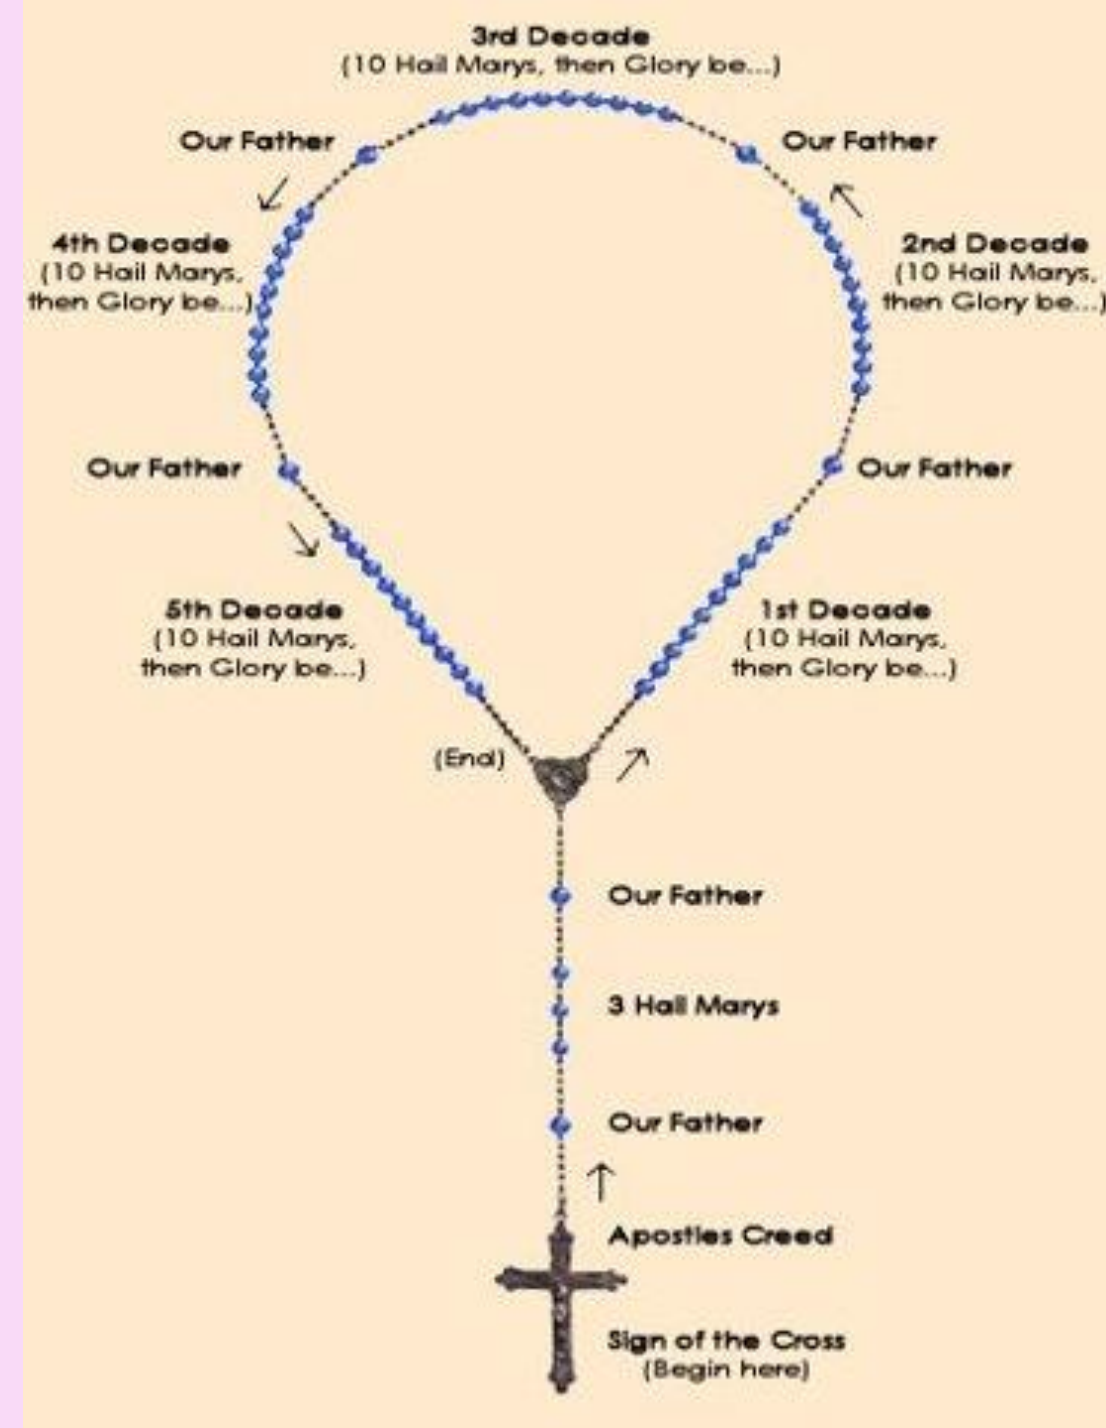 3rd Decade
(10 Hail Marys, then Glory be...)
Our Father
Our Father
4th Decade
(10 Hail Marys,
then Glory be...)
2nd Decade
(10 Hail Marys,
then Glory be...)
Our Father
Our Father
5th Decade
(10 Hail Marys,
then Glory be...)
1st Decade
(10 Hail Marys,
then Glory be...)
(End)
Our Father
3 Hail Marys
Our Father
Apostles Creed
Sign of the Cross
(Begin here)